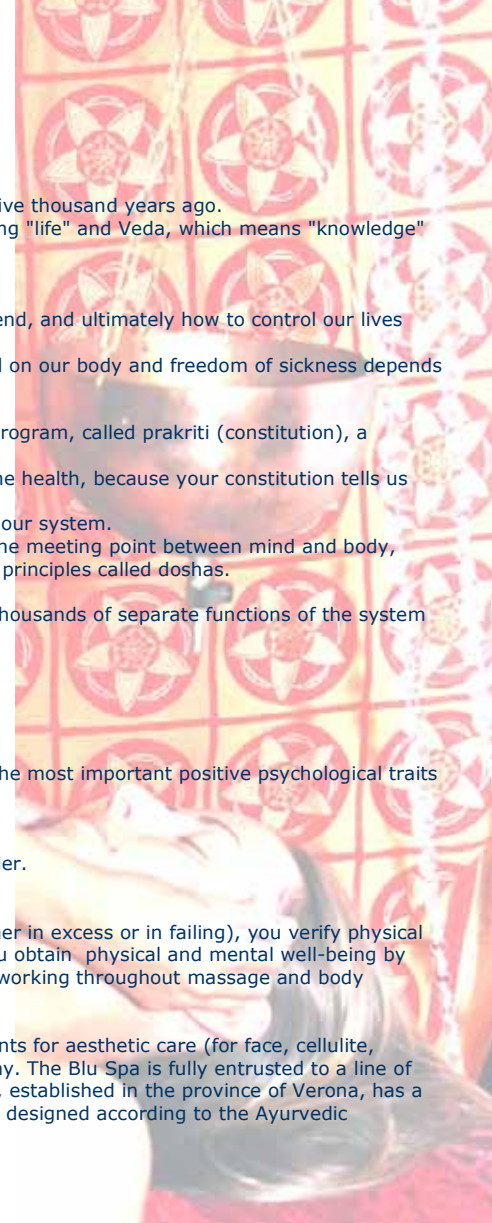 ive thousand years ago.
ng "life" and Veda, which means "knowledge"
end, and ultimately how to control our lives
on our body and freedom of sickness depends
rogram, called prakriti (constitution), a
ne health, because your constitution tells us
our system.
ne meeting point between mind and body,
principles called doshas.
housands of separate functions of the system
he most important positive psychological traits
er.
er in excess or in failing), you verify physical
u obtain physical and mental well-being by
working throughout massage and body
nts for aesthetic care (for face, cellulite,
y. The Blu Spa is fully entrusted to a line of
, established in the province of Verona, has a
designed according to the Ayurvedic